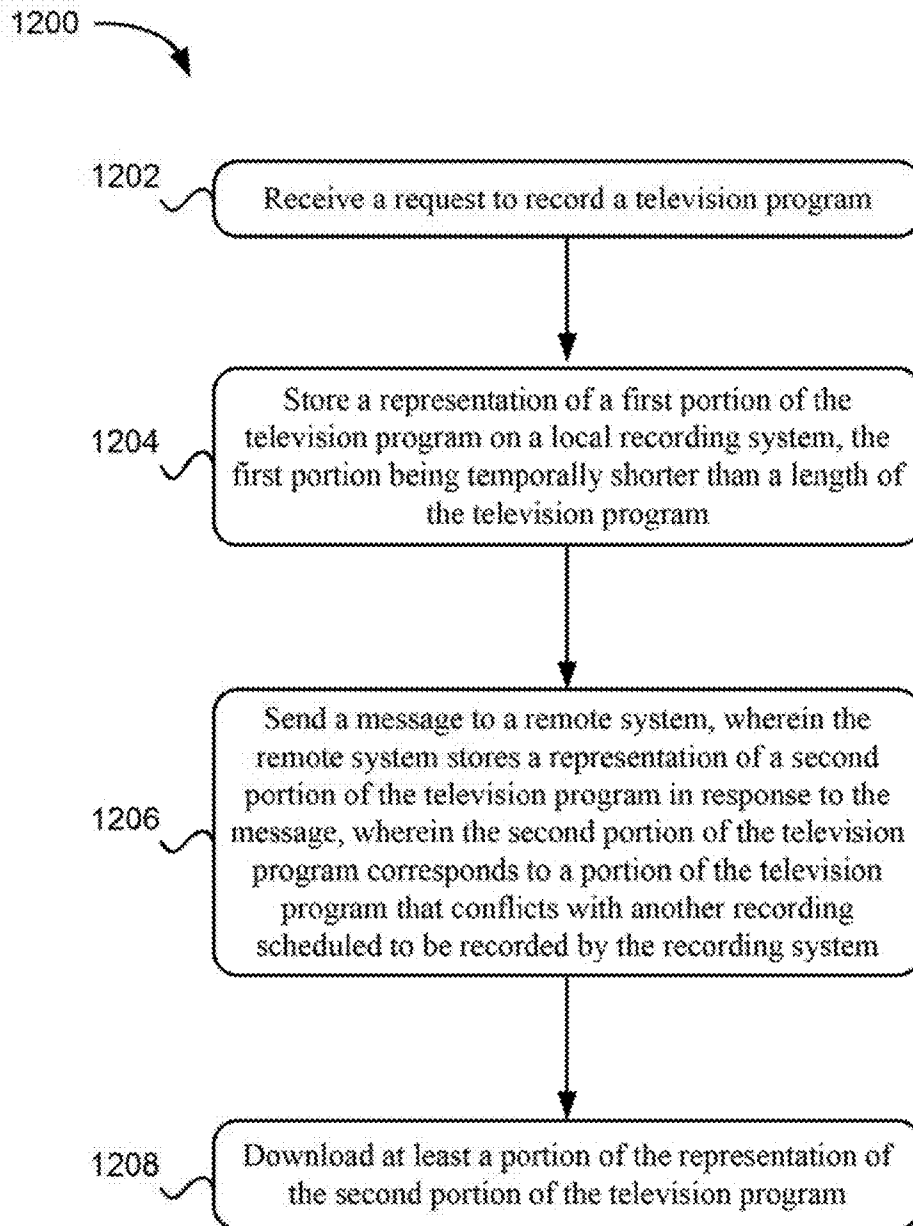 1200
1202
Receive a request to record a television program
1204
Store a representation of a first portion of the
television program on a local recording system, the
first portion being temporally shorter than a length of
the television program
1206
Send a message to a remote system, wherein the
remote system stores a representation of a second
portion of the television program in response to the
message, wherein the second portion of the television
program corresponds to a portion of the television
program that conflicts with another recording
scheduled to be recorded by the recording system
1208
Download at least a portion of the representation of
the second portion of the television program